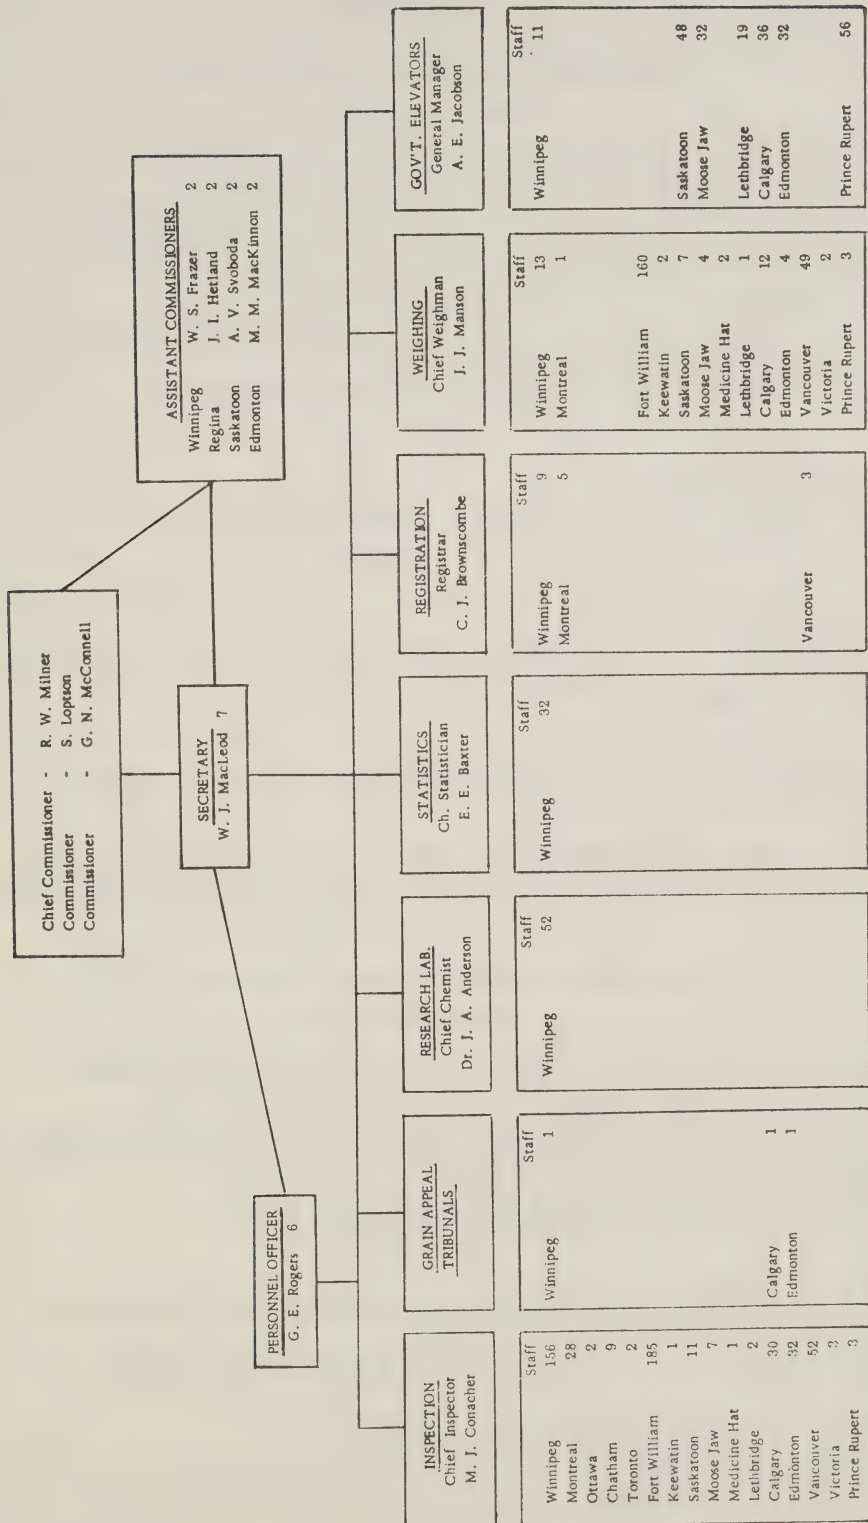 Chief Commissioner - R. W. Milner
Commissioner - S. Loptson
Commissioner - G. N. McConnell
ASSISTANT COMMISSIONERS
Winnipeg W. S. Frazer 2
Regina J. I. Hetland 2
Saskatoon A. V. Svoboda 2
Edmonton M. M. MacKinnon 2
SECRETARY
W. J. MacLeod 7
PERSONNEL OFFICER
G. E. Rogers 6
INSPECTION
Chief Inspector
M. J. Conacher
Staff
Winnipeg 156
Montreal 28
Ottawa 2
Chatham 9
Toronto 2
Fort William 185
Keewatin 1
Saskatoon 11
Moose Jaw 7
Medicine Hat 1
Lethbridge 2
Calgary 30
Edmonton 32
Vancouver 52
Victoria 3
Prince Rupert 3
GRAIN APPEAL
TRIBUNALS
Staff
Winnipeg 1
Calgary 1
Edmonton 1
RESEARCH LAB.
Chief Chemist
Dr. J. A. Anderson
Staff
Winnipeg 52
STATISTICS
Ch. Statistician
E. E. Baxter
Staff
Winnipeg 32
REGISTRATION
Registrar
C. J. Brownscombe
Staff
Winnipeg 9
Montreal 5
Vancouver 3
WEIGHING
Chief Weighman
J. J. Manson
Staff
Winnipeg 13
Montreal 1
Fort William 160
Keewatin 2
Saskatoon 7
Moose Jaw 4
Medicine Hat 2
Lethbridge 1
Calgary 12
Edmonton 4
Vancouver 49
Victoria 2
Prince Rupert 3
GOV'T. ELEVATORS
General Manager
A. E. Jacobson
Staff
Winnipeg 11
Saskatoon 48
Moose Jaw 32
Lethbridge 19
Calgary 36
Edmonton 32
Prince Rupert 56